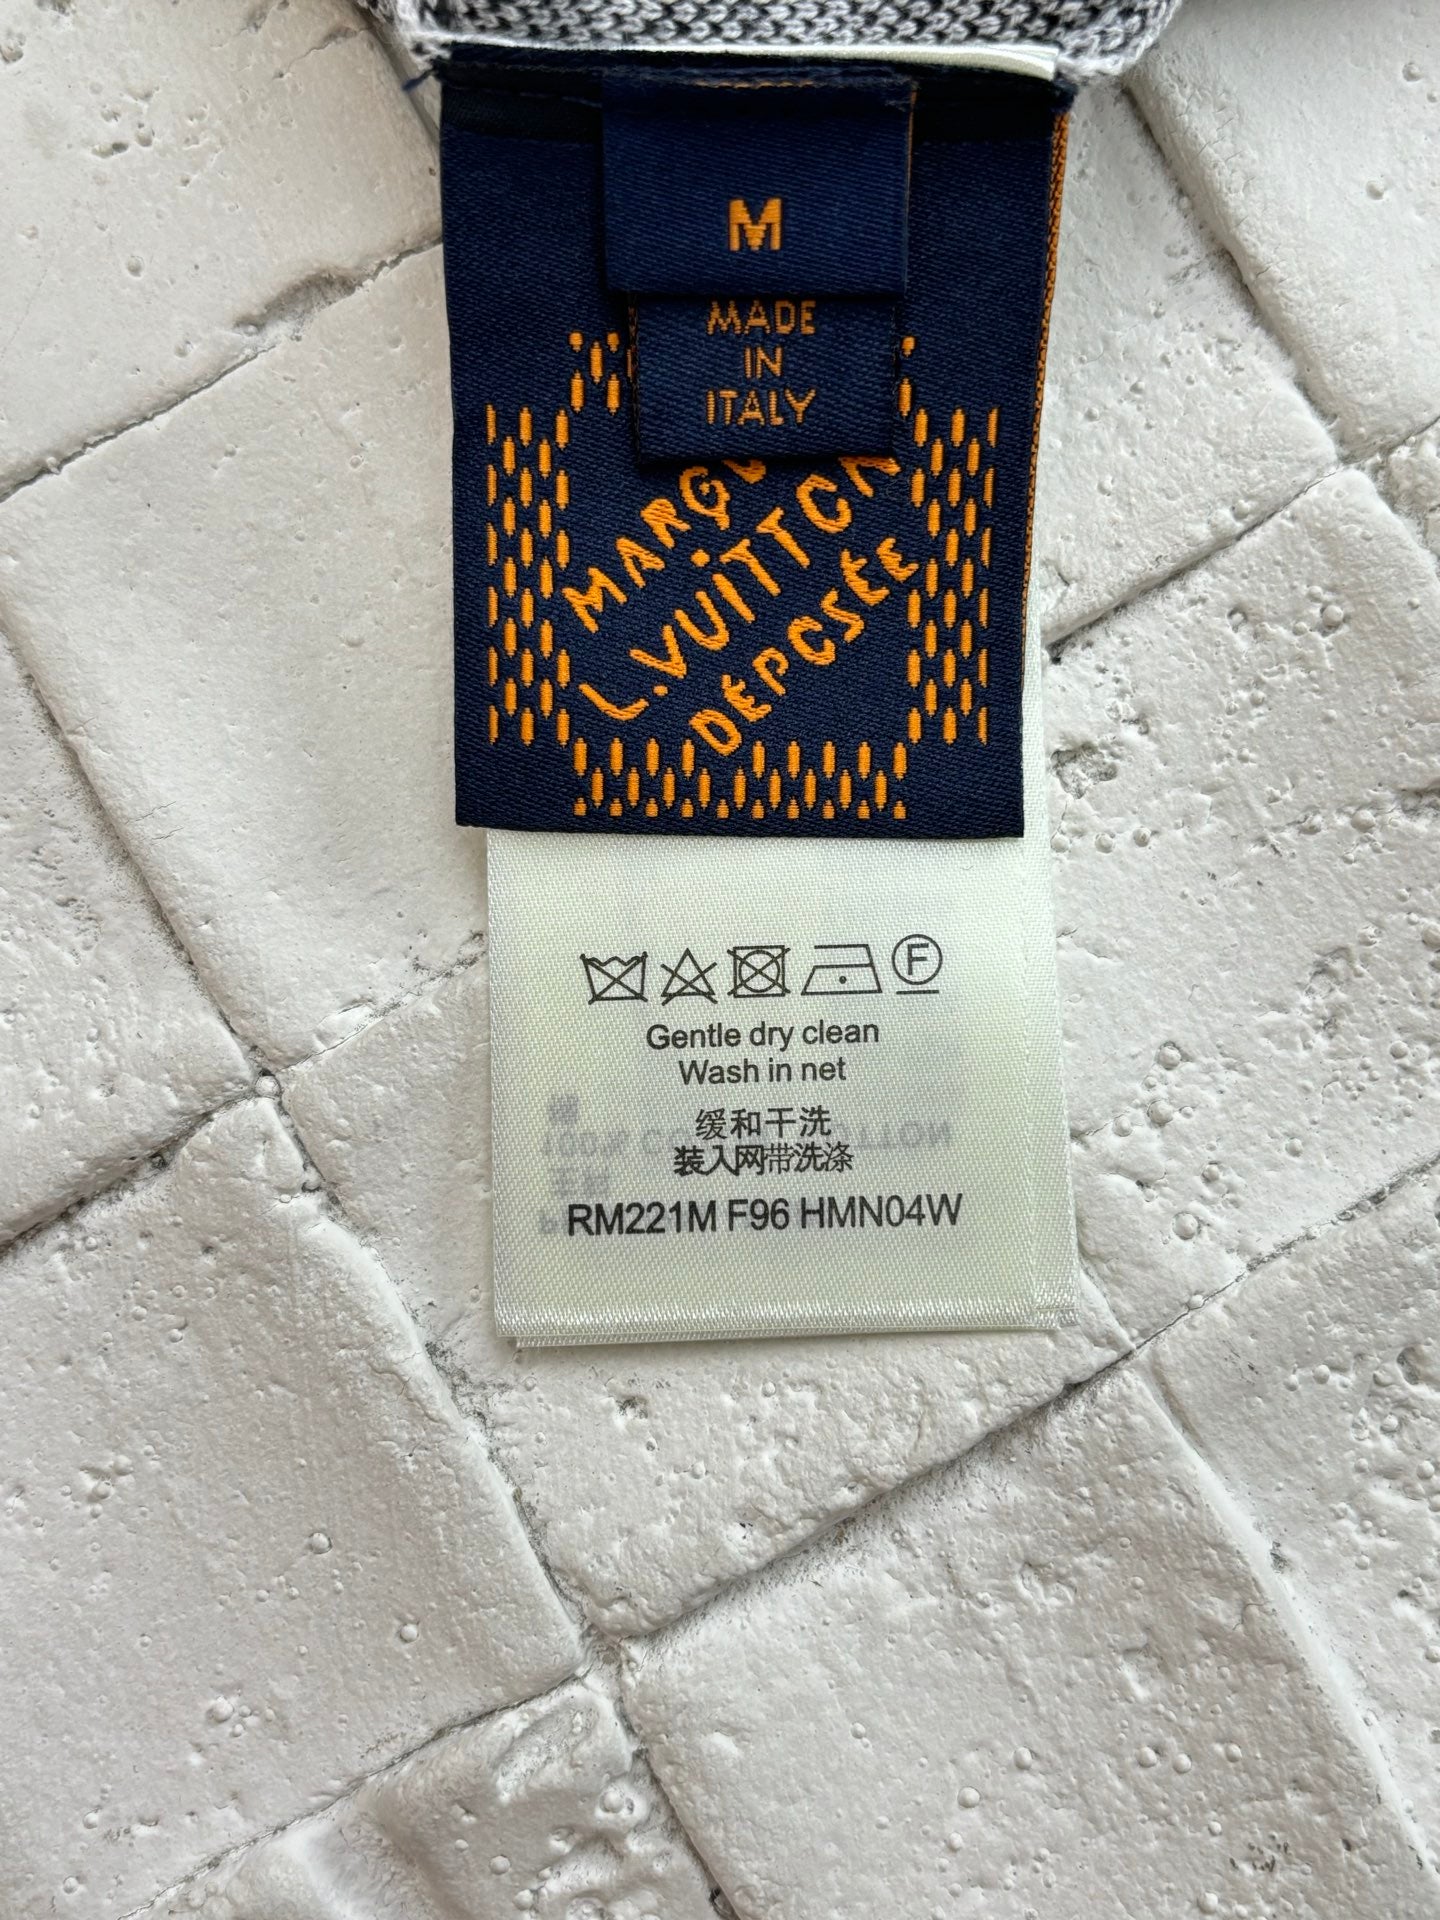 M
MADE
IN
ITALY
L.VUITTON
DÉPOSÉE
F
Gentle dry clean
Wash in net
缓和干洗
装入网带洗涤
RM221M F96 HMN04W